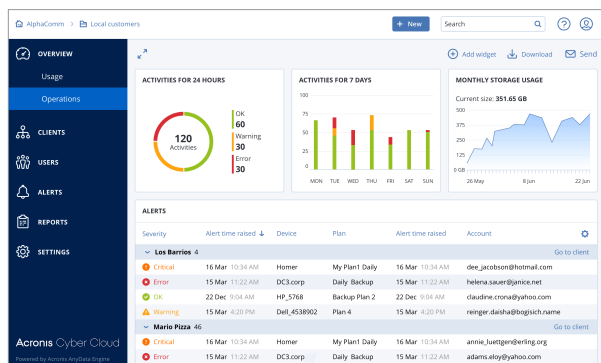 AlphaComm > Local customers
+ New
Search
OVERVIEW
Usage
Operations
CLIENTS
USERS
ALERTS
REPORTS
SETTINGS
Acronis Cyber Cloud
Powered by Acronis AnyData Engine
Add widget Download Send
ACTIVITIES FOR 24 HOURS
120
Activities
OK
60
Warning
30
Error
30
ACTIVITIES FOR 7 DAYS
100
75
50
25
0
MON TUE WED THU FRI SAT SUN
MONTHLY STORAGE USAGE
Current size: 351.65 GB
500
375
250
125
0 GB
26 May 8 Jun 22 Jun
ALERTS
Severity Alert time raised ↓ Device Plan Alert time raised Account
Los Barrios 4 Go to client
Critical 16 Mar 10:34 AM Homer My Plan1 Daily 16 Mar 10:34 AM dee_jacobson@hotmail.com
Error 15 Mar 11:22 AM DC3.corp Daily Backup 15 Mar 11:22 AM helena.sauer@janice.net
OK 22 Dec 9:04 AM HP_5768 Backup Plan 2 22 Dec 9:04 AM claudine.crona@yahoo.com
Warning 15 Mar 4:20 PM Dell_4538902 Plan 4 15 Mar 4:20 PM reinger.daisha@bogisich.name
Mario Pizza 46 Go to client
Critical 16 Mar 10:34 AM Homer My Plan1 Daily 16 Mar 10:34 AM annie_luettgen@erling.org
Error 15 Mar 11:22 AM DC3.corp Daily Backup 15 Mar 11:22 AM adams.eloy@yahoo.com